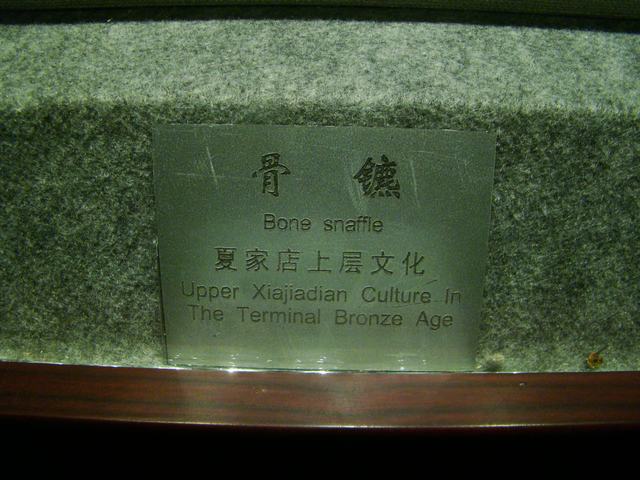 骨 镳
Bone snaffle
夏家店上层文化
Upper Xiajiadian Culture In
The Terminal Bronze Age